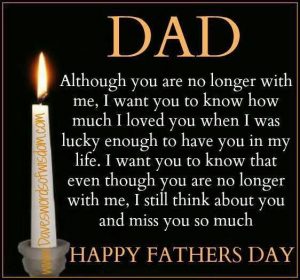 DAD
Although you are no longer with
me, I want you to know how
much I loved you when I was
lucky enough to have you in my
life. I want you to know that
even though you are no longer
with me, I still think about you
and miss you so much
HAPPY FATHERS DAY
www.Daveswordsofwisdom.com